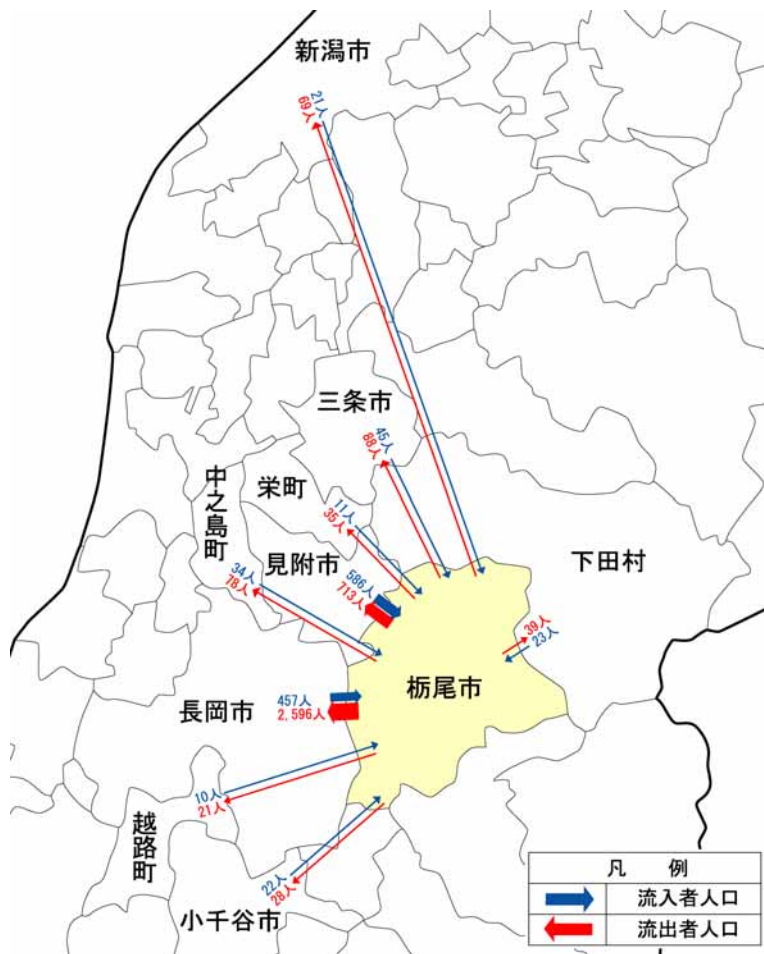 新潟市
21人
69人
三条市
45人
88人
栄町
11人
35人
中之島町
見附市
586人
713人
34人
78人
下田村
39人
23人
栃尾市
長岡市
457人
2,596人
10人
21人
越路町
22人
28人
小千谷市
凡 例
流入者人口
流出者人口